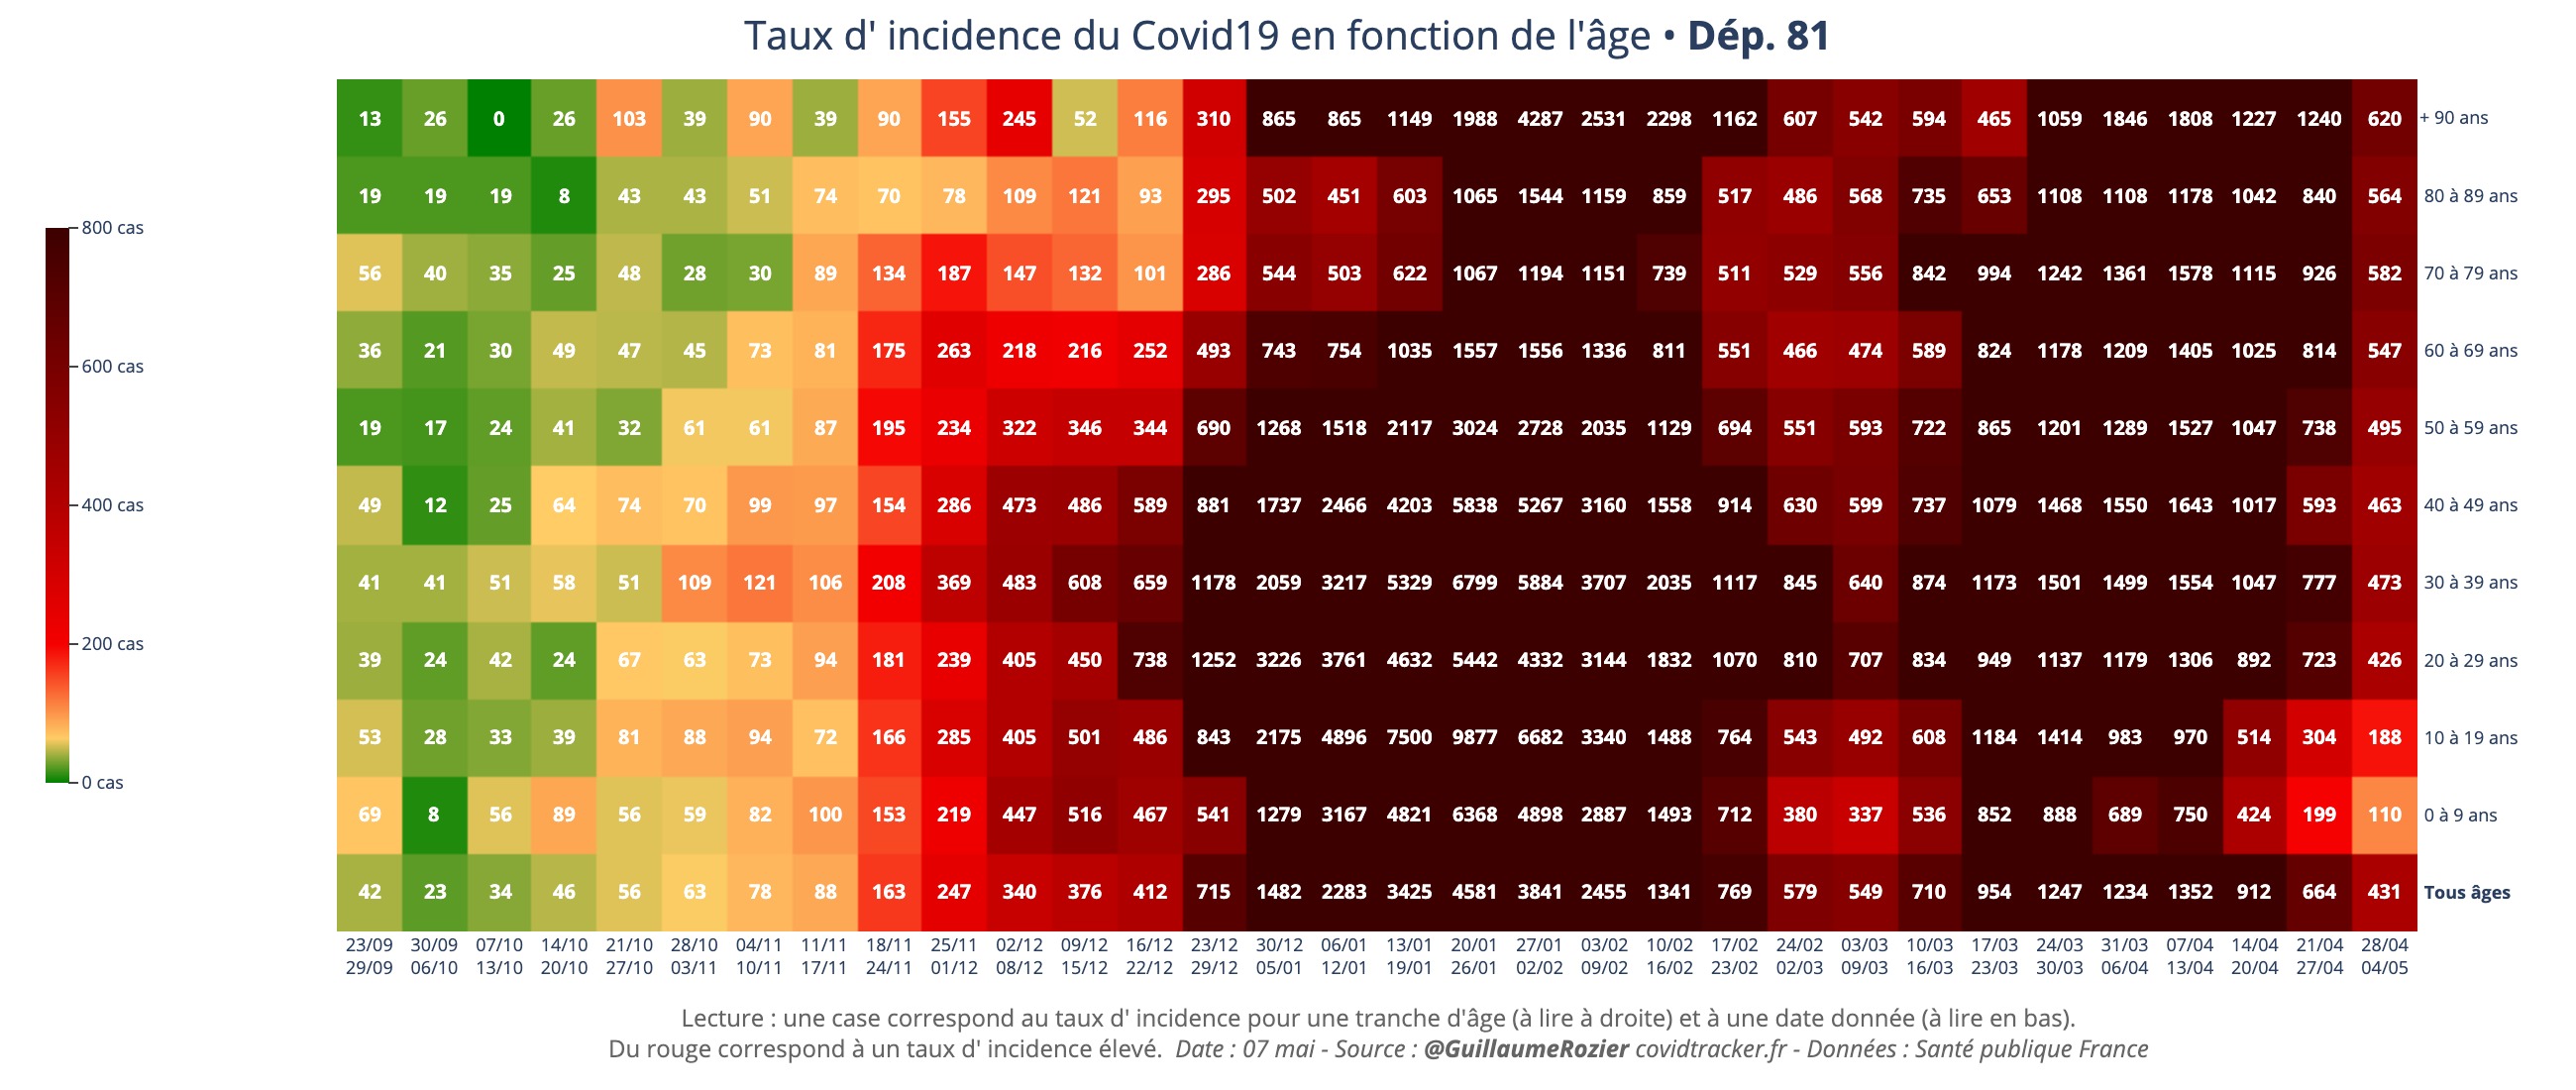 Taux d' incidence du Covid19 en fonction de l'âge • Dép. 81
13 26 0 26 103 39 90 39 90 155 245 52 116 310 865 865 1149 1988 4287 2531 2298 1162 607 542 594 465 1059 1846 1808 1227 1240 620 + 90 ans
19 19 19 8 43 43 51 74 70 78 109 121 93 295 502 451 603 1065 1544 1159 859 517 486 568 735 653 1108 1108 1178 1042 840 564 80 à 89 ans
800 cas
56 40 35 25 48 28 30 89 134 187 147 132 101 286 544 503 622 1067 1194 1151 739 511 529 556 842 994 1242 1361 1578 1115 926 582 70 à 79 ans
36 21 30 49 47 45 73 81 175 263 218 216 252 493 743 754 1035 1557 1556 1336 811 551 466 474 589 824 1178 1209 1405 1025 814 547 60 à 69 ans
600 cas
19 17 24 41 32 61 61 87 195 234 322 346 344 690 1268 1518 2117 3024 2728 2035 1129 694 551 593 722 865 1201 1289 1527 1047 738 495 50 à 59 ans
400 cas
49 12 25 64 74 70 99 97 154 286 473 486 589 881 1737 2466 4203 5838 5267 3160 1558 914 630 599 737 1079 1468 1550 1643 1017 593 463 40 à 49 ans
41 41 51 58 51 109 121 106 208 369 483 608 659 1178 2059 3217 5329 6799 5884 3707 2035 1117 845 640 874 1173 1501 1499 1554 1047 777 473 30 à 39 ans
200 cas
39 24 42 24 67 63 73 94 181 239 405 450 738 1252 3226 3761 4632 5442 4332 3144 1832 1070 810 707 834 949 1137 1179 1306 892 723 426 20 à 29 ans
53 28 33 39 81 88 94 72 166 285 405 501 486 843 2175 4896 7500 9877 6682 3340 1488 764 543 492 608 1184 1414 983 970 514 304 188 10 à 19 ans
0 cas
69 8 56 89 56 59 82 100 153 219 447 516 467 541 1279 3167 4821 6368 4898 2887 1493 712 380 337 536 852 888 689 750 424 199 110 0 à 9 ans
42 23 34 46 56 63 78 88 163 247 340 376 412 715 1482 2283 3425 4581 3841 2455 1341 769 579 549 710 954 1247 1234 1352 912 664 431 Tous âges
23/09 30/09 07/10 14/10 21/10 28/10 04/11 11/11 18/11 25/11 02/12 09/12 16/12 23/12 30/12 06/01 13/01 20/01 27/01 03/02 10/02 17/02 24/02 03/03 10/03 17/03 24/03 31/03 07/04 14/04 21/04 28/04
29/09 06/10 13/10 20/10 27/10 03/11 10/11 17/11 24/11 01/12 08/12 15/12 22/12 29/12 05/01 12/01 19/01 26/01 02/02 09/02 16/02 23/02 02/03 09/03 16/03 23/03 30/03 06/04 13/04 20/04 27/04 04/05
Lecture : une case correspond au taux d' incidence pour une tranche d'âge (à lire à droite) et à une date donnée (à lire en bas).
Du rouge correspond à un taux d' incidence élevé. Date : 07 mai - Source : @GuillaumeRozier covidtracker.fr - Données : Santé publique France